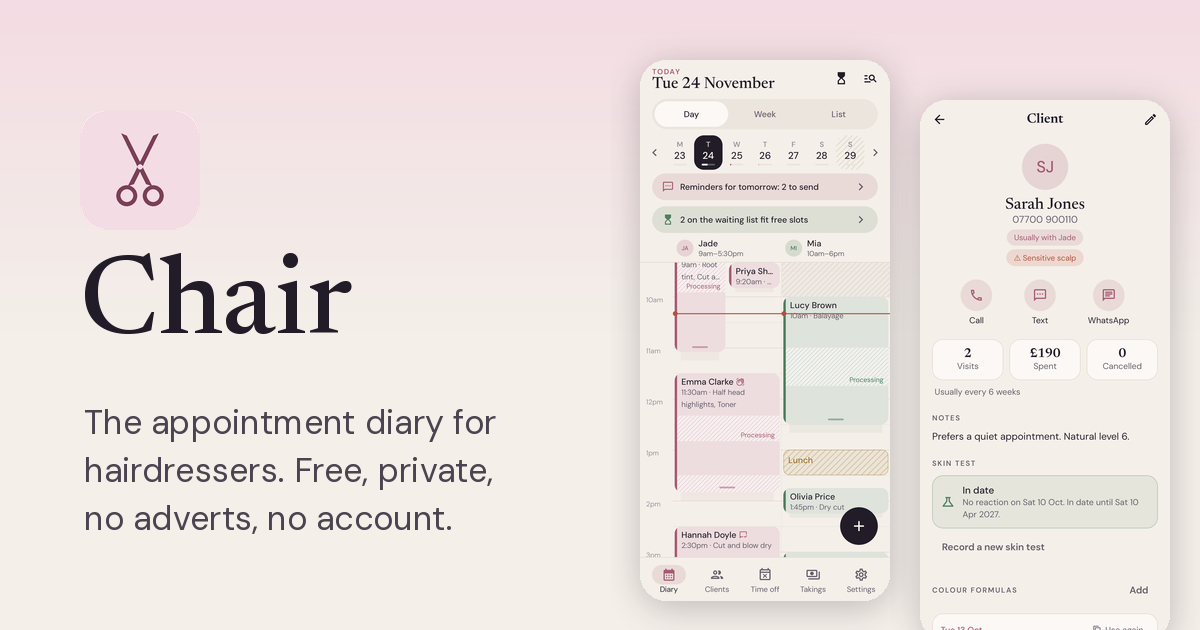 Chair
The appointment diary for
hairdressers. Free, private,
no adverts, no account.
TODAY
Tue 24 November
Day
Week
List
M
T
W
T
F
S
S
23
24
25
26
27
28
29
Reminders for tomorrow: 2 to send
2 on the waiting list fit free slots
JA
Jade
9am–5:30pm
MI
Mia
10am–6pm
9am · Root
tint, Cut a…
Processing
Priya Sh…
9:20am · …
10am
Lucy Brown
10am · Balayage
11am
Processing
Emma Clarke
11:30am · Half head
highlights, Toner
12pm
Processing
1pm
Lunch
Olivia Price
1:45pm · Dry cut
2pm
Hannah Doyle
2:30pm · Cut and blow dry
3pm
Diary
Clients
Time off
Takings
Settings
Client
SJ
Sarah Jones
07700 900110
Usually with Jade
Sensitive scalp
Call
Text
WhatsApp
2
Visits
£190
Spent
0
Cancelled
Usually every 6 weeks
NOTES
Prefers a quiet appointment. Natural level 6.
SKIN TEST
In date
No reaction on Sat 10 Oct. In date until Sat 10
Apr 2027.
Record a new skin test
COLOUR FORMULAS
Add
Tue 13 Oct
Use again